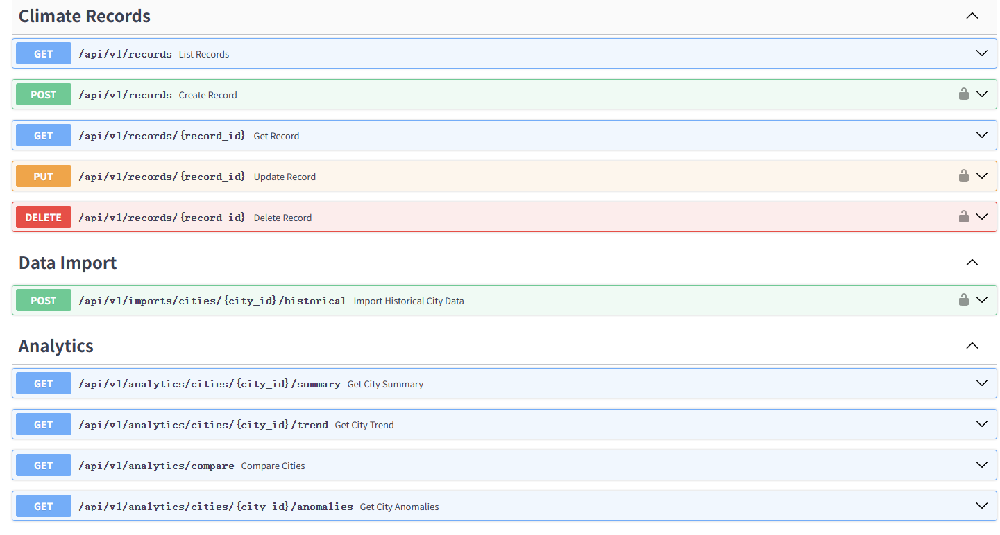 Climate Records
GET /api/v1/records List Records
POST /api/v1/records Create Record
GET /api/v1/records/{record_id} Get Record
PUT /api/v1/records/{record_id} Update Record
DELETE /api/v1/records/{record_id} Delete Record
Data Import
POST /api/v1/imports/cities/{city_id}/historical Import Historical City Data
Analytics
GET /api/v1/analytics/cities/{city_id}/summary Get City Summary
GET /api/v1/analytics/cities/{city_id}/trend Get City Trend
GET /api/v1/analytics/compare Compare Cities
GET /api/v1/analytics/cities/{city_id}/anomalies Get City Anomalies